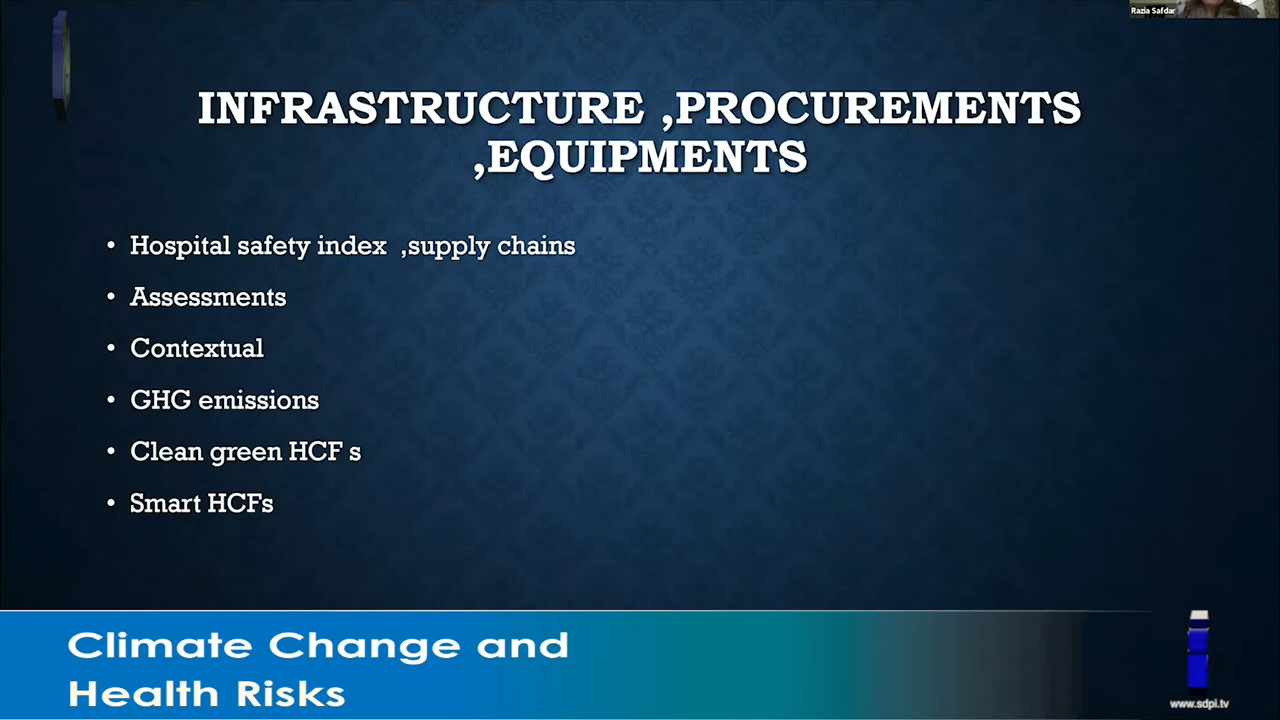 Razia Safdar
INFRASTRUCTURE ,PROCUREMENTS
,EQUIPMENTS
• Hospital safety index ,supply chains
• Assessments
• Contextual
• GHG emissions
• Clean green HCF s
• Smart HCFs
Climate Change and
Health Risks
www.sdpi.tv